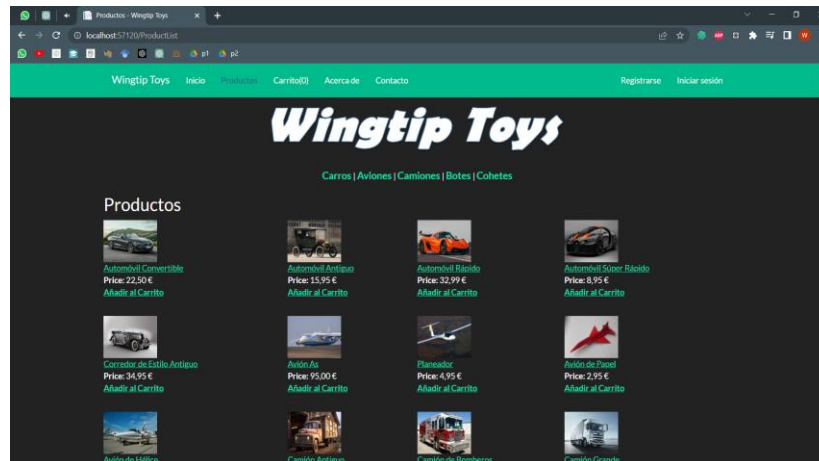 Productos - Wingtip Toys
localhost:57120/ProductList
p1 p2
Wingtip Toys Inicio Productos Carrito(0) Acerca de Contacto Registrarse Iniciar sesión
Wingtip Toys
Carros | Aviones | Camiones | Botes | Cohetes
Productos
Automóvil Convertible Automóvil Antiguo Automóvil Rápido Automóvil Súper Rápido
Price: 22,50 € Price: 15,95 € Price: 32,99 € Price: 8,95 €
Añadir al Carrito Añadir al Carrito Añadir al Carrito Añadir al Carrito
Corredor de Estilo Antiguo Avión As Planeador Avión de Papel
Price: 34,95 € Price: 95,00 € Price: 4,95 € Price: 2,95 €
Añadir al Carrito Añadir al Carrito Añadir al Carrito Añadir al Carrito
Avión de Hélice Camión Antiguo Camión de Bomberos Camión Grande